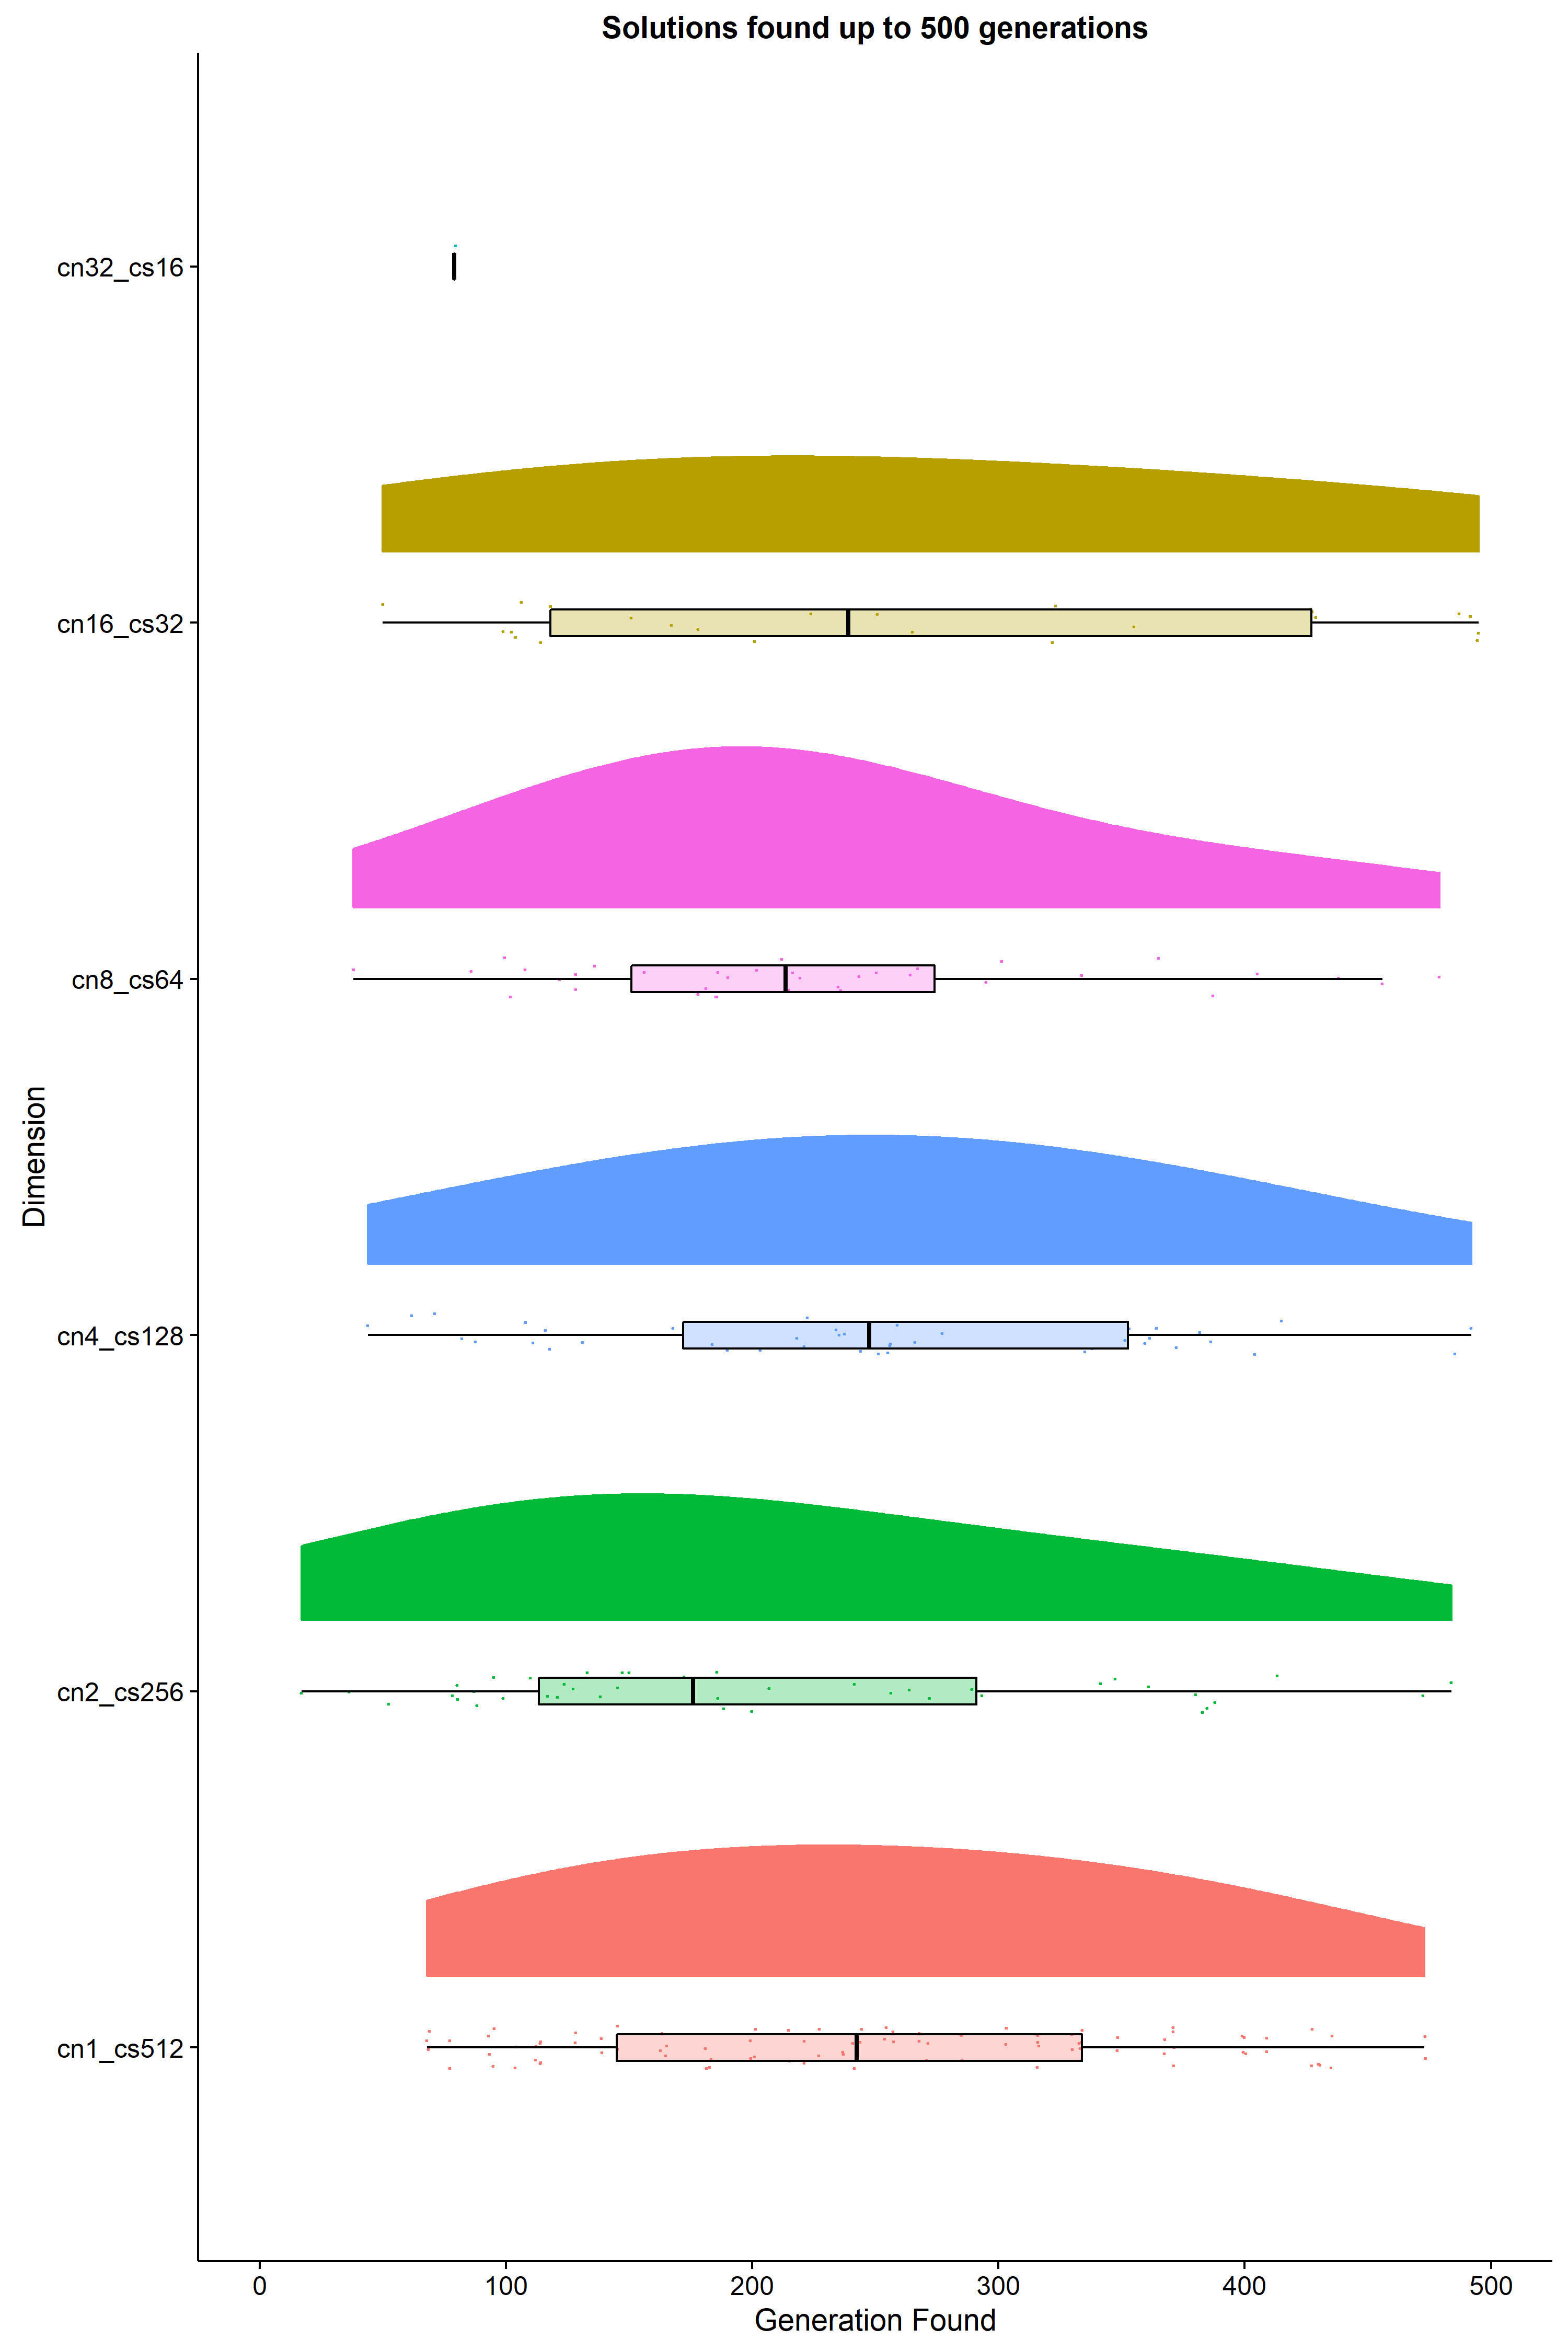 Solutions found up to 500 generations
cn32_cs16
cn16_cs32
cn8_cs64
Dimension
cn4_cs128
cn2_cs256
cn1_cs512
0 100 200 300 400 500
Generation Found